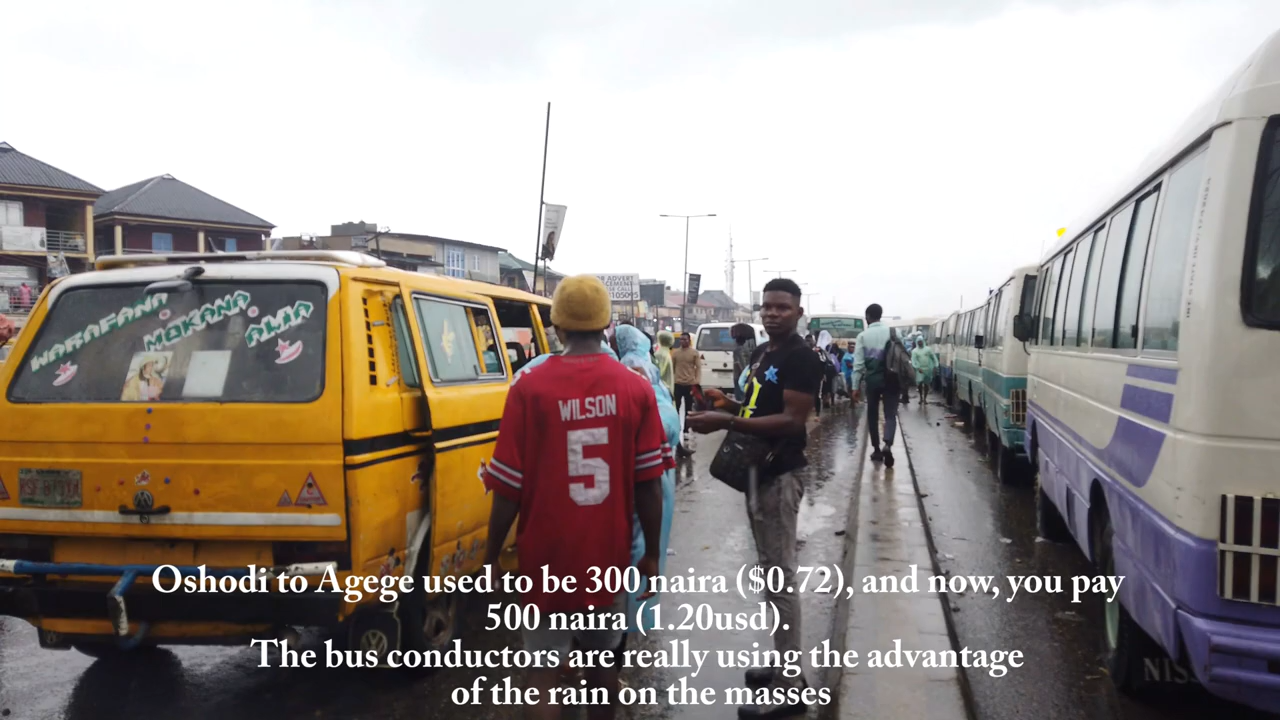 WARAFANA
MOKANA
ALIA
WILSON
5
ADVERT
Oshodi to Agege used to be 300 naira ($0.72), and now, you pay
500 naira (1.20usd).
The bus conductors are really using the advantage
of the rain on the masses